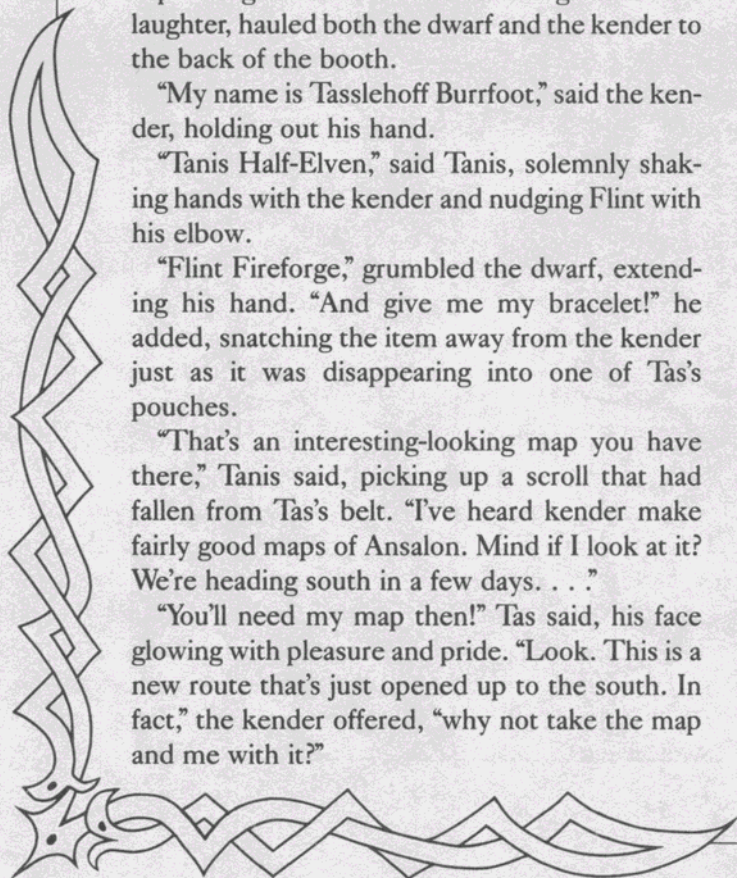 laughter, hauled both the dwarf and the kender to
the back of the booth.
“My name is Tasslehoff Burrfoot,” said the ken-
der, holding out his hand.
“Tanis Half-Elven,” said Tanis, solemnly shak-
ing hands with the kender and nudging Flint with
his elbow.
“Flint Fireforge,” grumbled the dwarf, extend-
ing his hand. “And give me my bracelet!” he
added, snatching the item away from the kender
just as it was disappearing into one of Tas’s
pouches.
“That’s an interesting-looking map you have
there,” Tanis said, picking up a scroll that had
fallen from Tas’s belt. “I’ve heard kender make
fairly good maps of Ansalon. Mind if I look at it?
We’re heading south in a few days. . . .”
“You’ll need my map then!” Tas said, his face
glowing with pleasure and pride. “Look. This is a
new route that’s just opened up to the south. In
fact,” the kender offered, “why not take the map
and me with it?”